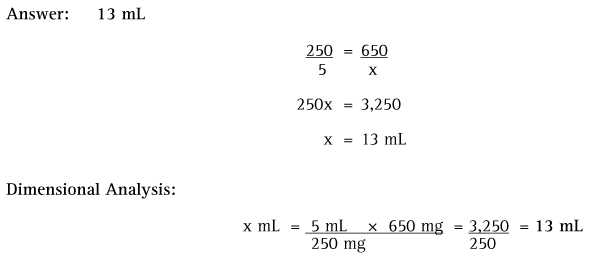 Answer: 13 mL
250 = 650
5 x
250x = 3,250
x = 13 mL
Dimensional Analysis:
x mL = 5 mL × 650 mg = 3,250 = 13 mL
250 mg 250